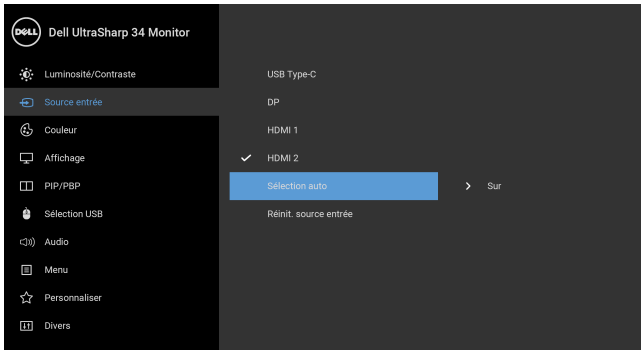 DELL Dell UltraSharp 34 Monitor
Luminosité/Contraste
USB Type-C
Source entrée
DP
Couleur
HDMI 1
Affichage
HDMI 2
PIP/PBP
Sélection auto
Sur
Sélection USB
Réinit. source entrée
Audio
Menu
Personnaliser
Divers